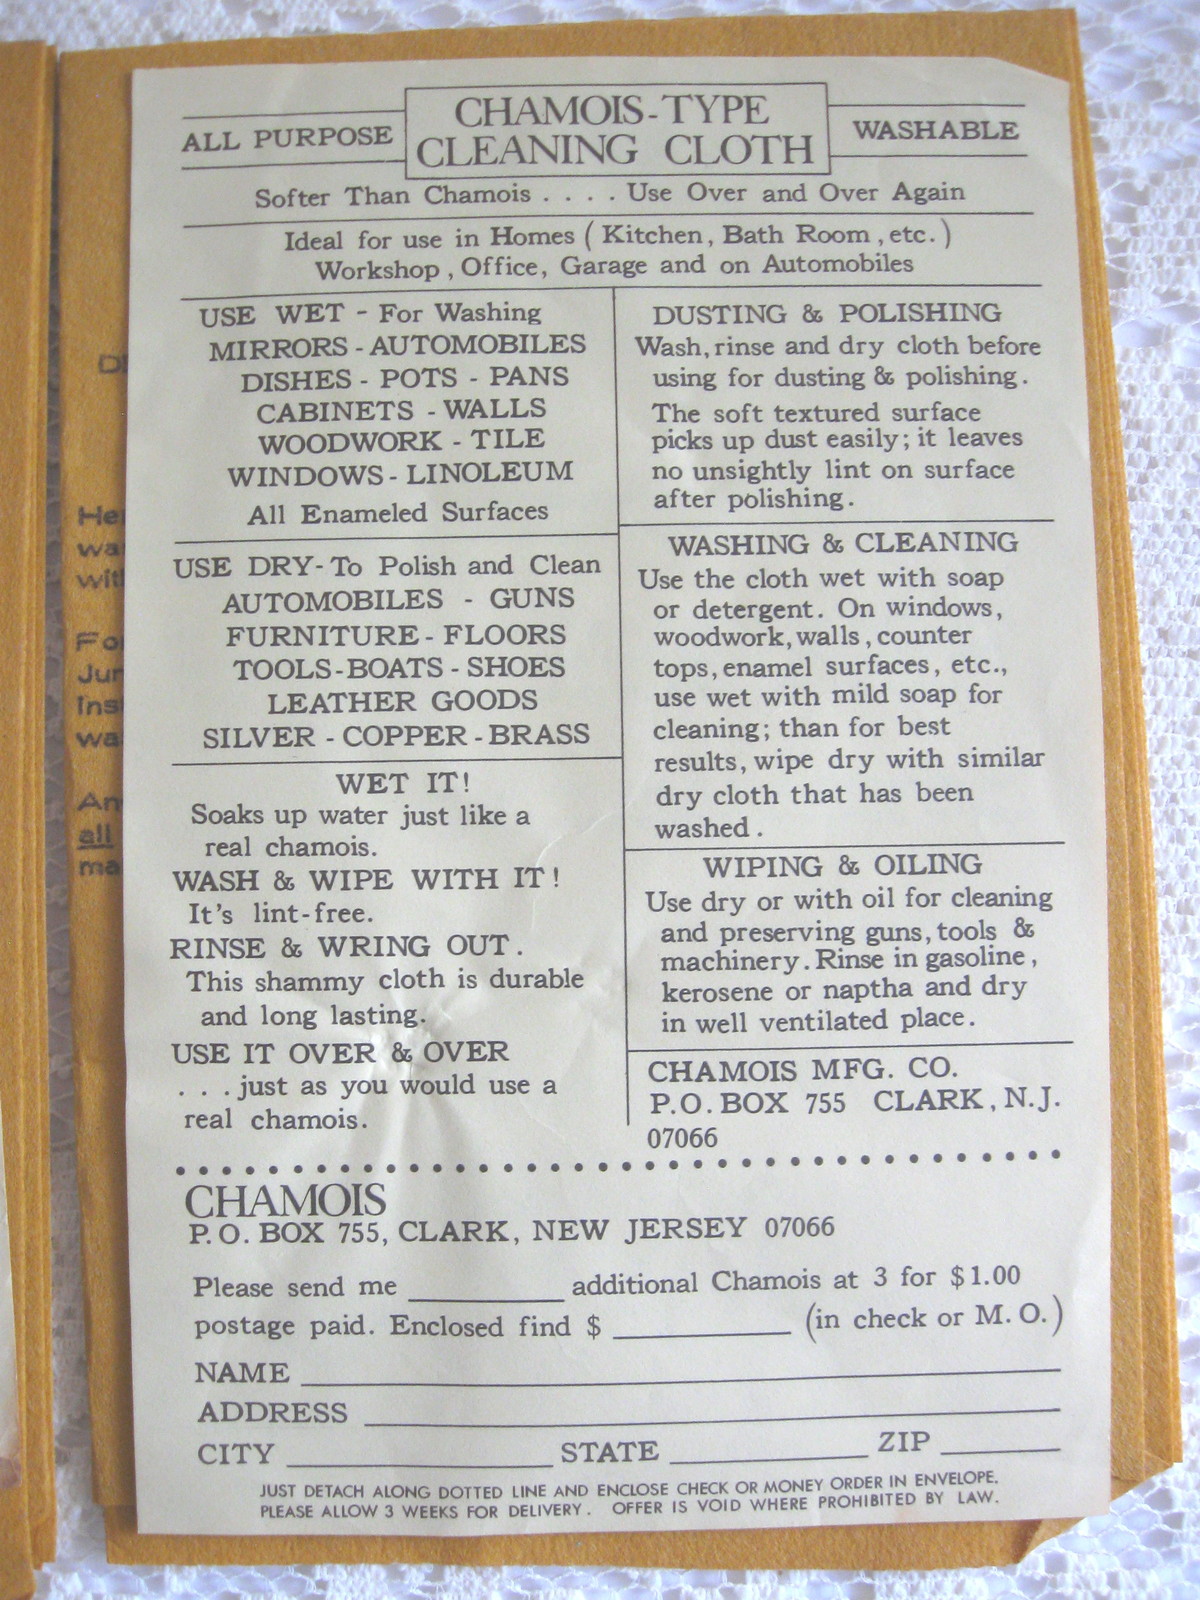 ALL PURPOSE
CHAMOIS-TYPE
CLEANING CLOTH
WASHABLE
Softer Than Chamois . . . . Use Over and Over Again
Ideal for use in Homes ( Kitchen, Bath Room, etc. )
Workshop, Office, Garage and on Automobiles
USE WET - For Washing
MIRRORS - AUTOMOBILES
DISHES - POTS - PANS
CABINETS - WALLS
WOODWORK - TILE
WINDOWS - LINOLEUM
All Enameled Surfaces
USE DRY- To Polish and Clean
AUTOMOBILES - GUNS
FURNITURE - FLOORS
TOOLS-BOATS - SHOES
LEATHER GOODS
SILVER - COPPER - BRASS
WET IT!
Soaks up water just like a
real chamois.
WASH & WIPE WITH IT!
It's lint-free.
RINSE & WRING OUT.
This shammy cloth is durable
and long lasting.
USE IT OVER & OVER
. . . just as you would use a
real chamois.
DUSTING & POLISHING
Wash, rinse and dry cloth before
using for dusting & polishing.
The soft textured surface
picks up dust easily; it leaves
no unsightly lint on surface
after polishing.
WASHING & CLEANING
Use the cloth wet with soap
or detergent. On windows,
woodwork, walls, counter
tops, enamel surfaces, etc.,
use wet with mild soap for
cleaning; than for best
results, wipe dry with similar
dry cloth that has been
washed.
WIPING & OILING
Use dry or with oil for cleaning
and preserving guns, tools &
machinery. Rinse in gasoline,
kerosene or naptha and dry
in well ventilated place.
CHAMOIS MFG. CO.
P.O. BOX 755 CLARK, N.J.
07066
CHAMOIS
P.O. BOX 755, CLARK, NEW JERSEY 07066
Please send me ________ additional Chamois at 3 for $1.00
postage paid. Enclosed find $ ________ (in check or M.O.)
NAME
ADDRESS
CITY ________ STATE ________ ZIP ________
JUST DETACH ALONG DOTTED LINE AND ENCLOSE CHECK OR MONEY ORDER IN ENVELOPE.
PLEASE ALLOW 3 WEEKS FOR DELIVERY. OFFER IS VOID WHERE PROHIBITED BY LAW.
all